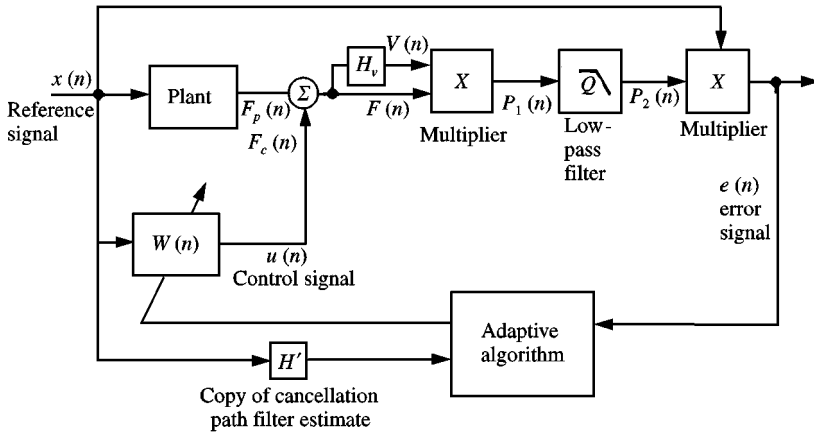 x (n)
Reference
signal
Plant
F_p (n)
Σ
F_c (n)
H_v
V (n)
F (n)
X
Multiplier
P_1 (n)
Q
Low-
pass
filter
P_2 (n)
X
Multiplier
e (n)
error
signal
W (n)
u (n)
Control signal
Adaptive
algorithm
H′
Copy of cancellation
path filter estimate